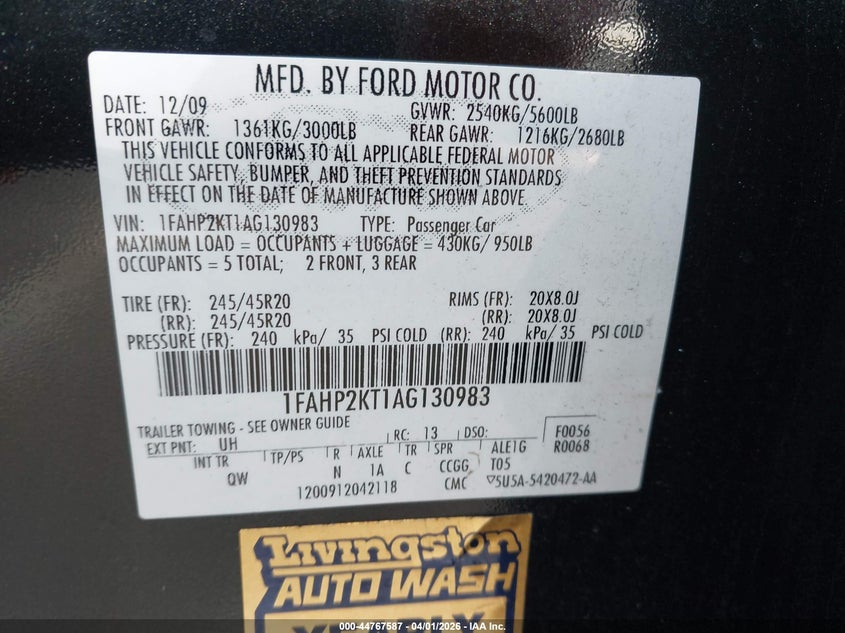 MFD. BY FORD MOTOR CO.
DATE: 12/09 GVWR: 2540KG/5600LB
FRONT GAWR: 1361KG/3000LB REAR GAWR: 1216KG/2680LB
THIS VEHICLE CONFORMS TO ALL APPLICABLE FEDERAL MOTOR
VEHICLE SAFETY, BUMPER, AND THEFT PREVENTION STANDARDS
IN EFFECT ON THE DATE OF MANUFACTURE SHOWN ABOVE.
VIN: 1FAHP2KT1AG130983 TYPE: Passenger Car
MAXIMUM LOAD = OCCUPANTS + LUGGAGE = 430KG/ 950LB
OCCUPANTS = 5 TOTAL; 2 FRONT, 3 REAR
TIRE (FR): 245/45R20 RIMS (FR): 20X8.0J
(RR): 245/45R20 (RR): 20X8.0J
PRESSURE (FR): 240 kPa/ 35 PSI COLD (RR): 240 kPa/ 35 PSI COLD
1FAHP2KT1AG130983
TRAILER TOWING - SEE OWNER GUIDE
EXT PNT: UH RC: 13 DSO: F0056
INT TR TP/PS R AXLE TR SPR ALE1G R0068
QW N 1A C CCGG T05
1200912042118 CMC ▽5U5A-5420472-AA
Livingston
AUTO WASH
©: 000-44767587 04/01/2026 IAA Inc.